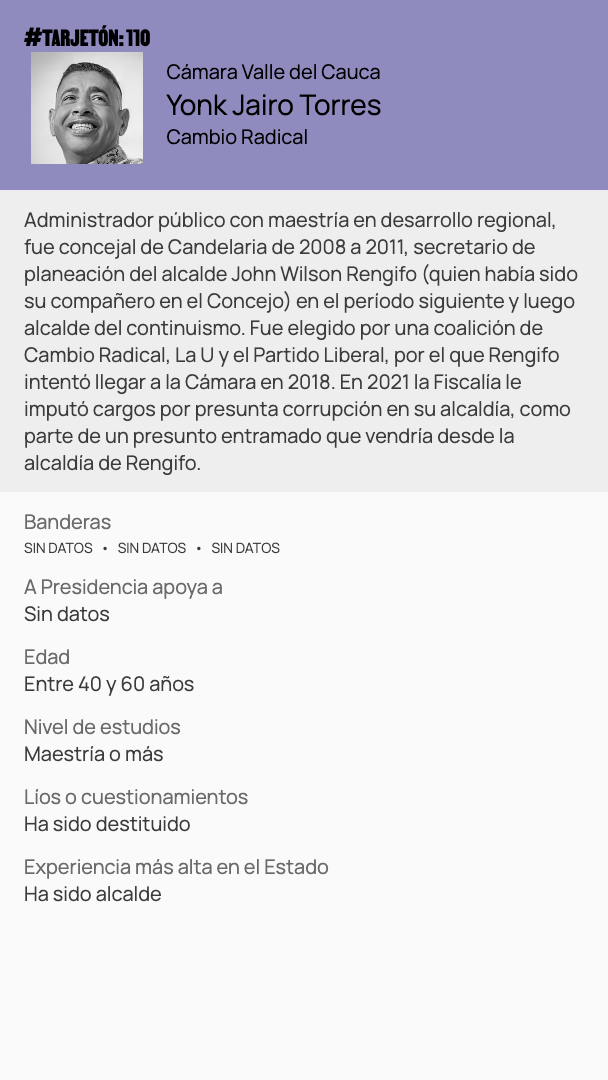 #TARJETÓN: 110
Cámara Valle del Cauca
Yonk Jairo Torres
Cambio Radical
Administrador público con maestría en desarrollo regional,
fue concejal de Candelaria de 2008 a 2011, secretario de
planeación del alcalde John Wilson Rengifo (quien había sido
su compañero en el Concejo) en el período siguiente y luego
alcalde del continuismo. Fue elegido por una coalición de
Cambio Radical, La U y el Partido Liberal, por el que Rengifo
intentó llegar a la Cámara en 2018. En 2021 la Fiscalía le
imputó cargos por presunta corrupción en su alcaldía, como
parte de un presunto entramado que vendría desde la
alcaldía de Rengifo.
Banderas
SIN DATOS • SIN DATOS • SIN DATOS
A Presidencia apoya a
Sin datos
Edad
Entre 40 y 60 años
Nivel de estudios
Maestría o más
Líos o cuestionamientos
Ha sido destituido
Experiencia más alta en el Estado
Ha sido alcalde